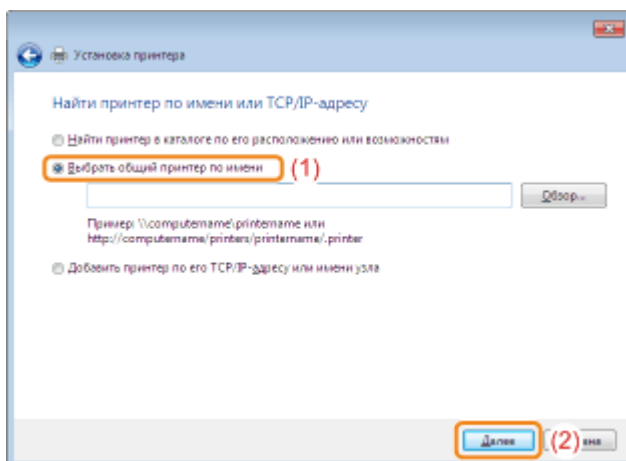 Установка принтера
Найти принтер по имени или TCP/IP-адресу
Найти принтер в каталоге по его расположению или возможностям
Выбрать общий принтер по имени (1)
Обзор...
Пример: \\computername\printername или
http://computername/printers/printername/.printer
Добавить принтер по его TCP/IP-адресу или имени узла
Далее (2)